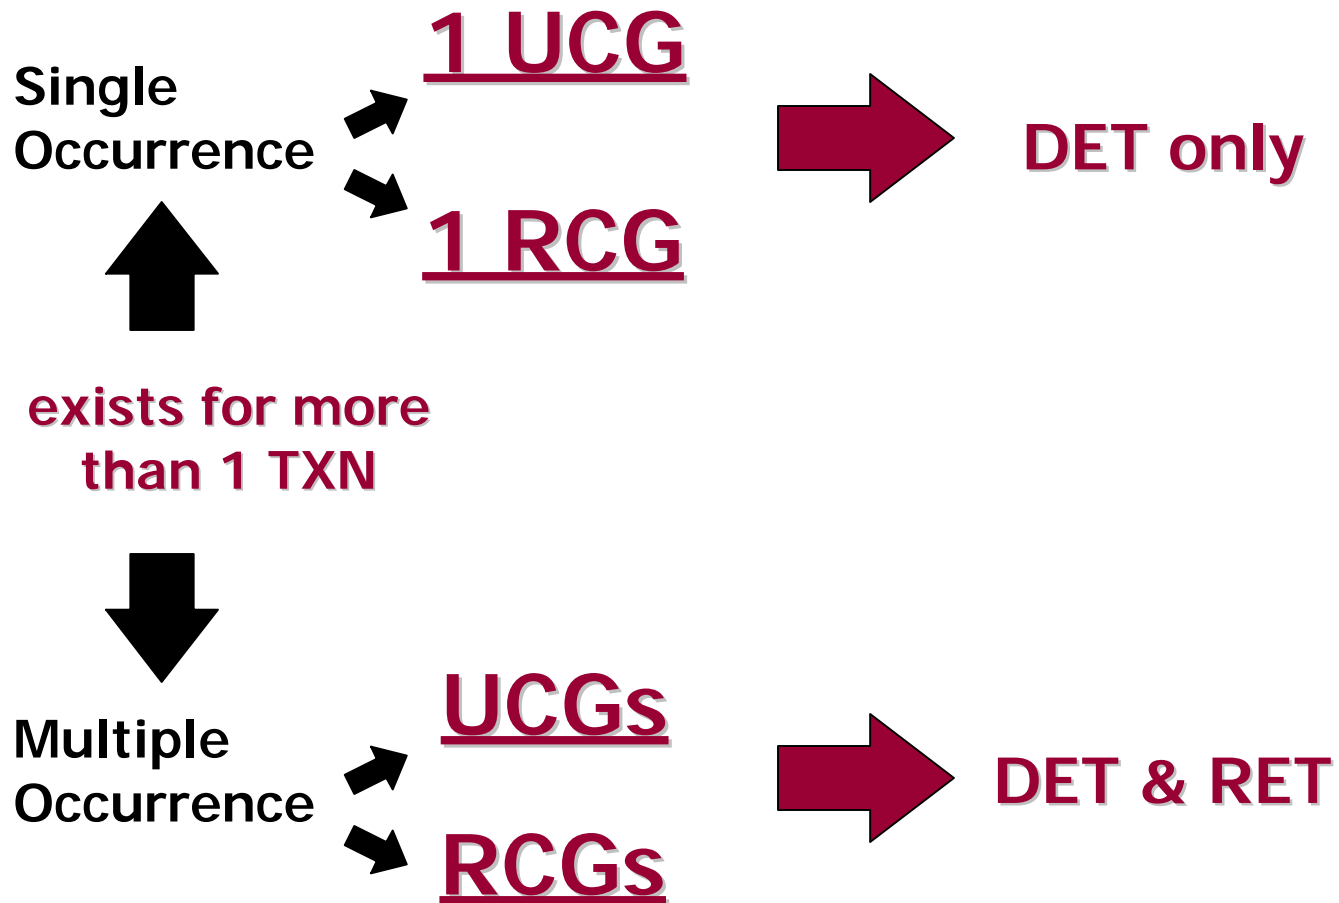 1 UCG
Single
Occurrence
DET only
1 RCG
exists for more
than 1 TXN
UCGs
Multiple
Occurrence
DET & RET
RCGs